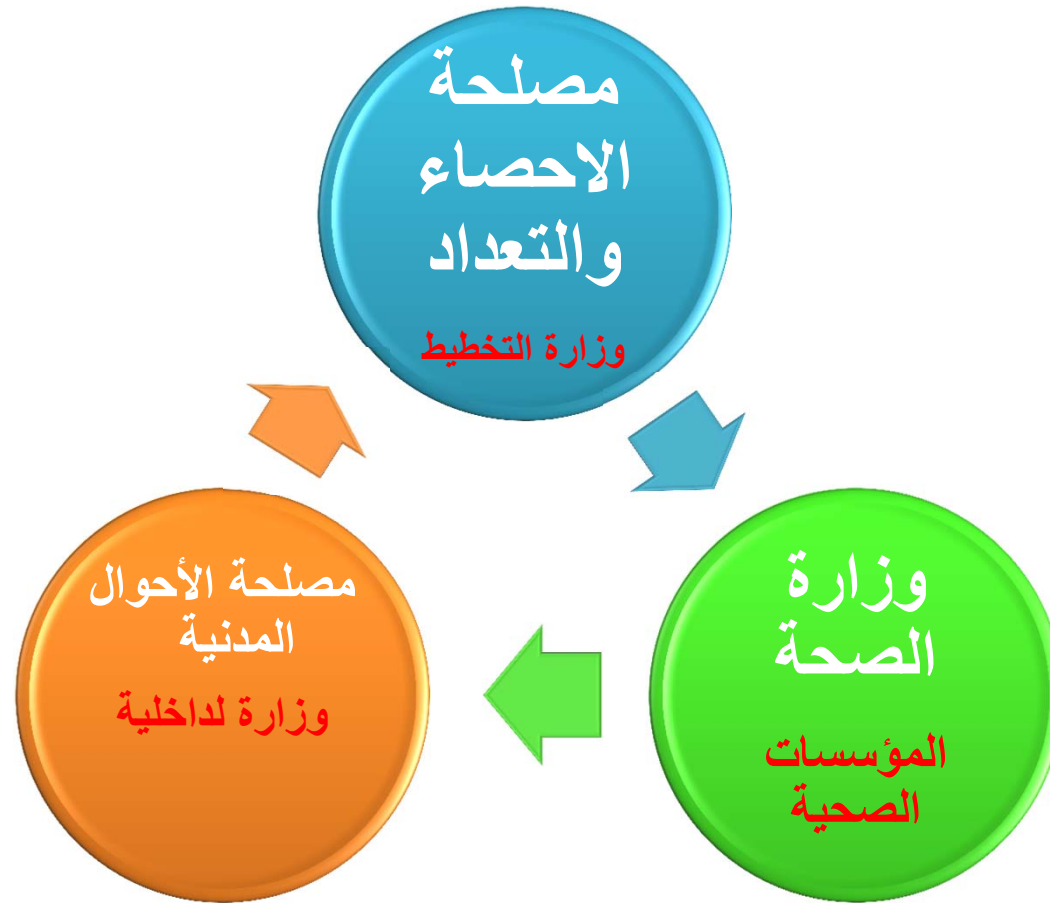 مصلحة
الاحصاء
والتعداد
وزارة التخطيط
وزارة
الصحة
المؤسسات
الصحية
مصلحة الأحوال
المدنية
وزارة لداخلية